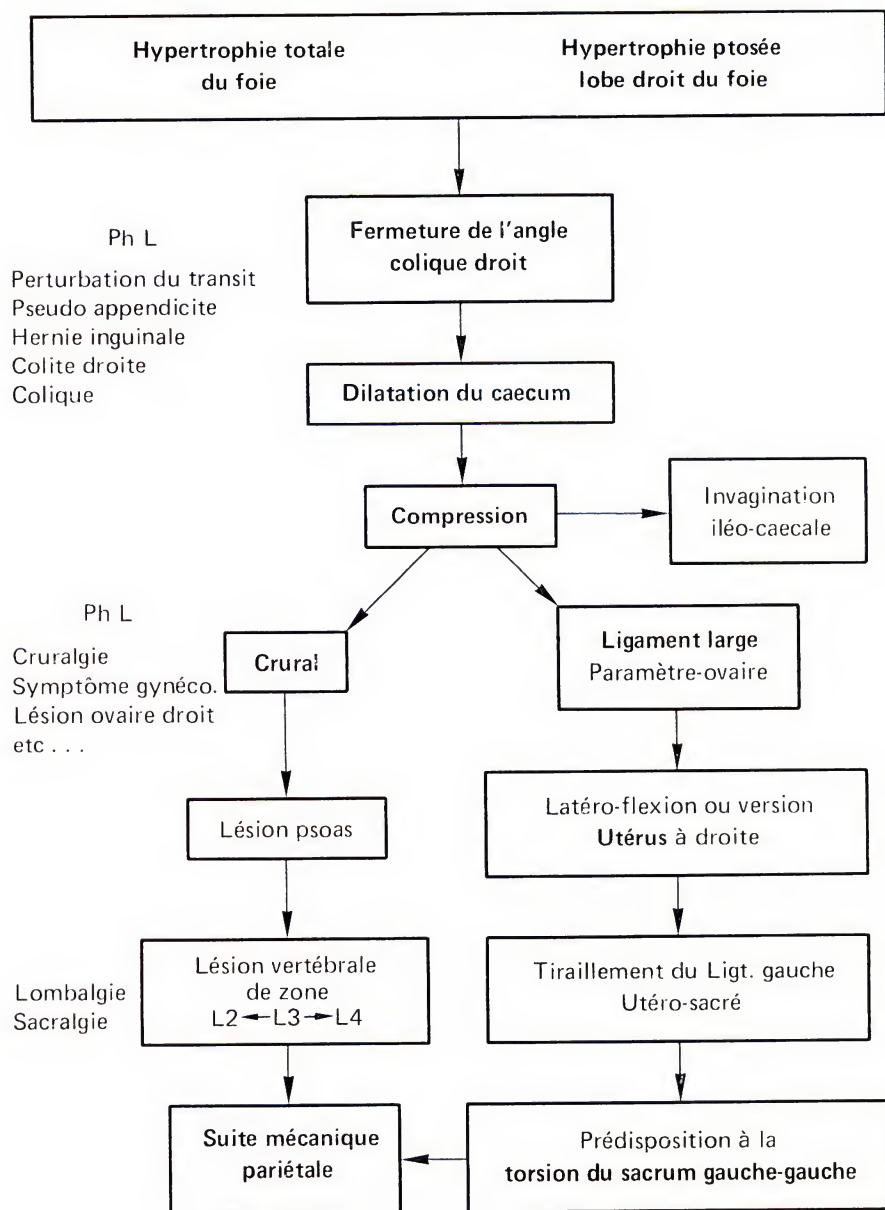 Hypertrophie totale
du foie
Hypertrophie ptosée
lobe droit du foie
Fermeture de l'angle
colique droit
Ph L
Perturbation du transit
Pseudo appendicite
Hernie inguinale
Colite droite
Colique
Dilatation du caecum
Compression
Invagination
iléo-caecale
Ph L
Cruralgie
Symptôme gynéco.
Lésion ovaire droit
etc . . .
Crural
Ligament large
Paramètre-ovaire
Lésion psoas
Latéro-flexion ou version
Utérus à droite
Lombalgie
Sacralgie
Lésion vertébrale
de zone
L2 ← L3 → L4
Tiraillement du Ligt. gauche
Utéro-sacré
Suite mécanique
pariétale
Prédisposition à la
torsion du sacrum gauche-gauche